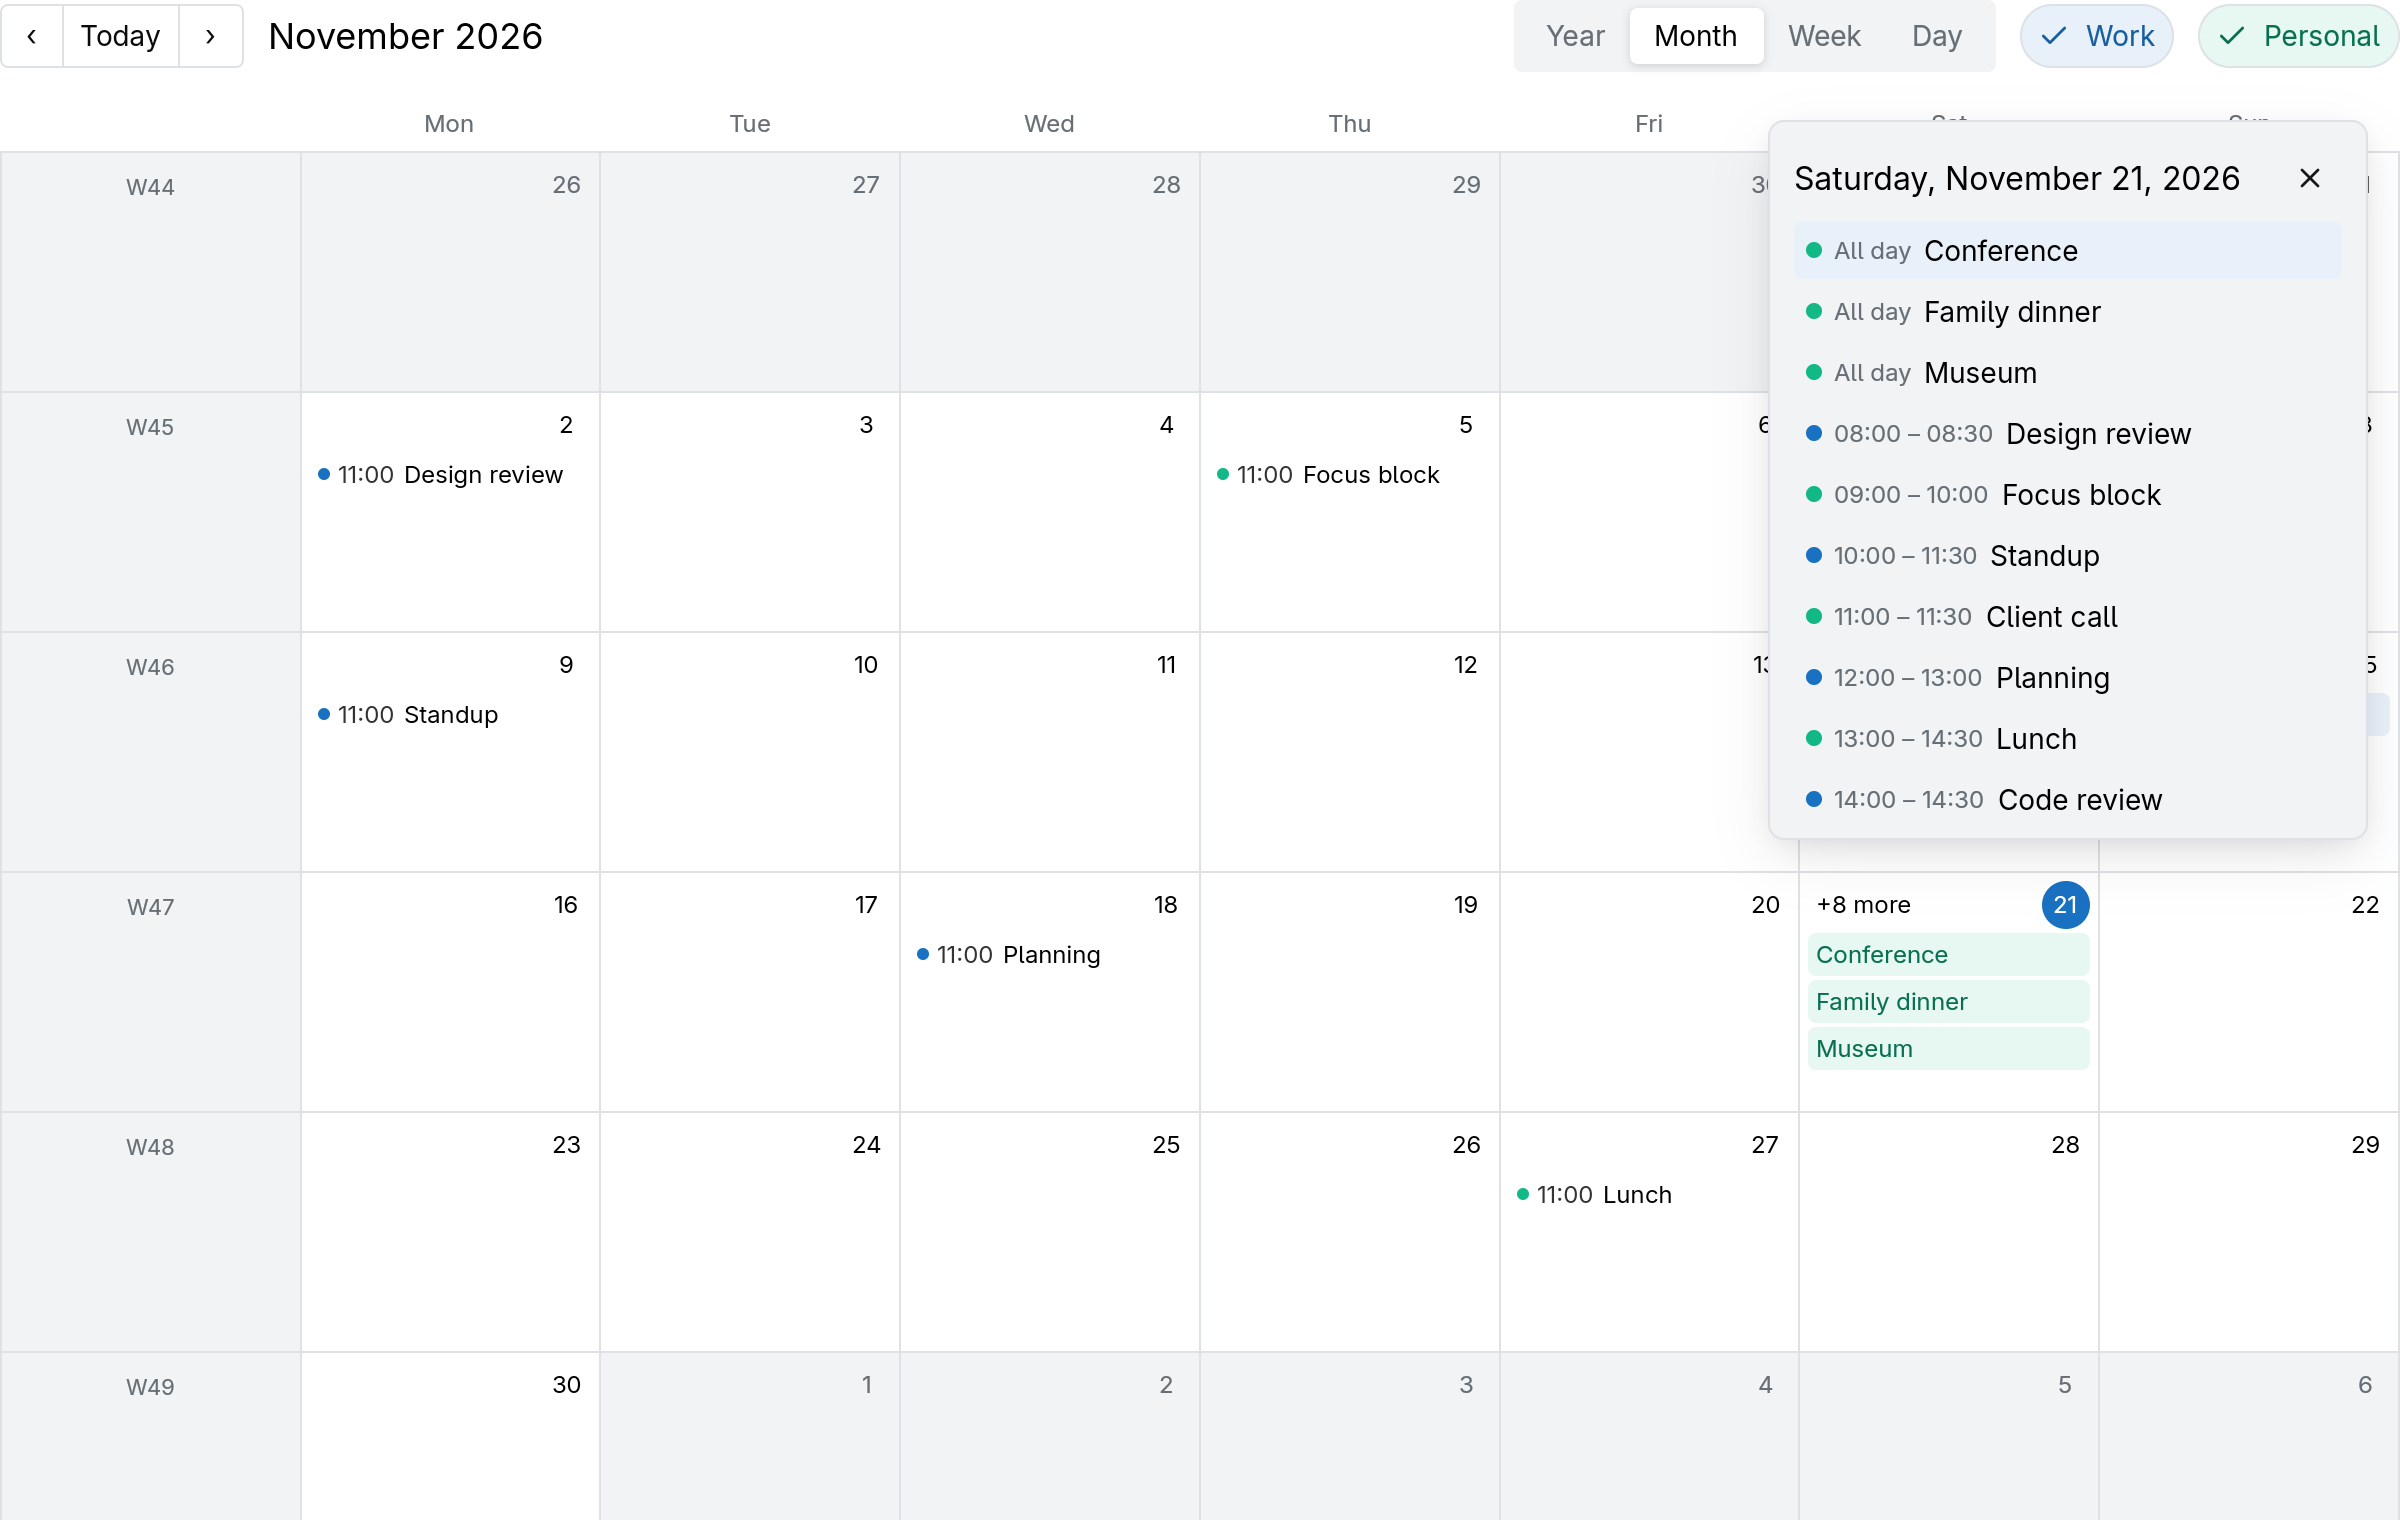 ‹ Today › November 2026 Year Month Week Day Work Personal
Mon Tue Wed Thu Fri
W44 26 27 28 29
W45 2 3 4 5
11:00 Design review 11:00 Focus block
W46 9 10 11 12
11:00 Standup
Saturday, November 21, 2026
All day Conference
All day Family dinner
All day Museum
08:00 – 08:30 Design review
09:00 – 10:00 Focus block
10:00 – 11:30 Standup
11:00 – 11:30 Client call
12:00 – 13:00 Planning
13:00 – 14:30 Lunch
14:00 – 14:30 Code review
W47 16 17 18 19 20 +8 more 21 22
11:00 Planning Conference
Family dinner
Museum
W48 23 24 25 26 27 28 29
11:00 Lunch
W49 30 1 2 3 4 5 6